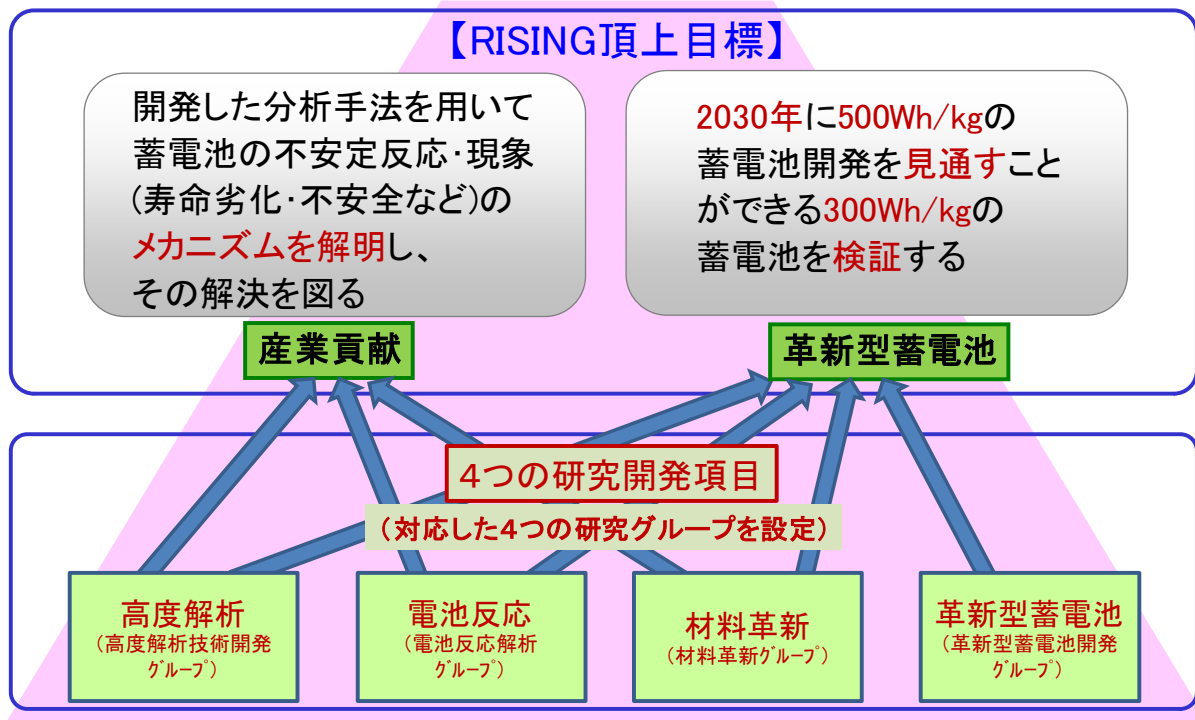 【RISING頂上目標】
開発した分析手法を用いて
蓄電池の不安定反応･現象
(寿命劣化･不安全など)の
メカニズムを解明し、
その解決を図る
2030年に500Wh/kgの
蓄電池開発を見通すこと
ができる300Wh/kgの
蓄電池を検証する
産業貢献
革新型蓄電池
４つの研究開発項目
（対応した４つの研究グループを設定）
高度解析
（高度解析技術開発
ｸﾞﾙｰﾌﾟ）
電池反応
（電池反応解析
ｸﾞﾙｰﾌﾟ）
材料革新
（材料革新ｸﾞﾙｰﾌﾟ）
革新型蓄電池
（革新型蓄電池開発
ｸﾞﾙｰﾌﾟ）